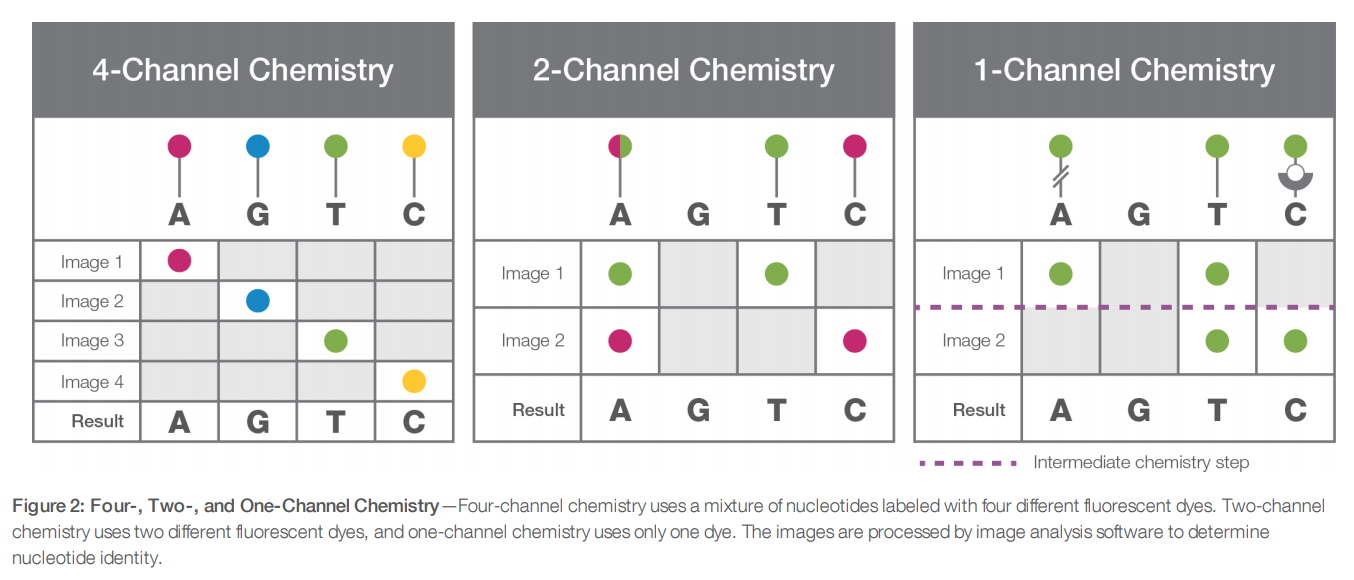 4-Channel Chemistry
A G T C
Image 1
Image 2
Image 3
Image 4
Result A G T C
2-Channel Chemistry
A G T C
Image 1
Image 2
Result A G T C
1-Channel Chemistry
A G T C
Image 1
Image 2
Result A G T C
Intermediate chemistry step
Figure 2: Four-, Two-, and One-Channel Chemistry—Four-channel chemistry uses a mixture of nucleotides labeled with four different fluorescent dyes. Two-channel
chemistry uses two different fluorescent dyes, and one-channel chemistry uses only one dye. The images are processed by image analysis software to determine
nucleotide identity.